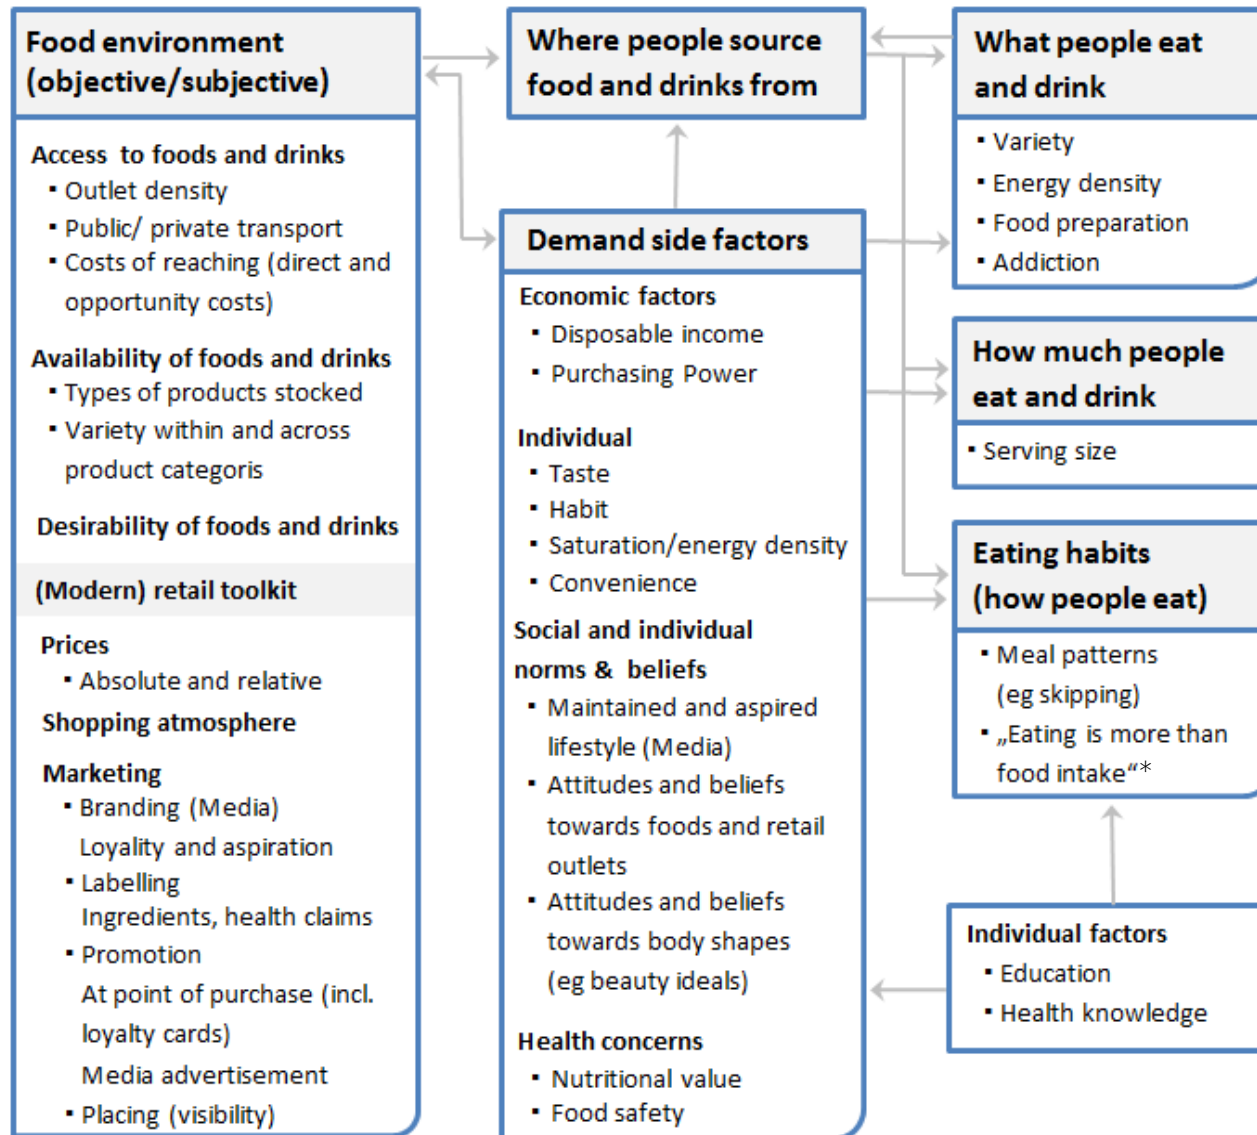 Food environment
(objective/subjective)
Access to foods and drinks
▪ Outlet density
▪ Public/ private transport
▪ Costs of reaching (direct and
opportunity costs)
Availability of foods and drinks
▪ Types of products stocked
▪ Variety within and across
product categoris
Desirability of foods and drinks
(Modern) retail toolkit
Prices
▪ Absolute and relative
Shopping atmosphere
Marketing
▪ Branding (Media)
Loyality and aspiration
▪ Labelling
Ingredients, health claims
▪ Promotion
At point of purchase (incl.
loyalty cards)
Media advertisement
▪ Placing (visibility)
Where people source
food and drinks from
Demand side factors
Economic factors
▪ Disposable income
▪ Purchasing Power
Individual
▪ Taste
▪ Habit
▪ Saturation/energy density
▪ Convenience
Social and individual
norms & beliefs
▪ Maintained and aspired
lifestyle (Media)
▪ Attitudes and beliefs
towards foods and retail
outlets
▪ Attitudes and beliefs
towards body shapes
(eg beauty ideals)
Health concerns
▪ Nutritional value
▪ Food safety
What people eat
and drink
▪ Variety
▪ Energy density
▪ Food preparation
▪ Addiction
How much people
eat and drink
▪ Serving size
Eating habits
(how people eat)
▪ Meal patterns
(eg skipping)
▪ „Eating is more than
food intake“*
Individual factors
▪ Education
▪ Health knowledge